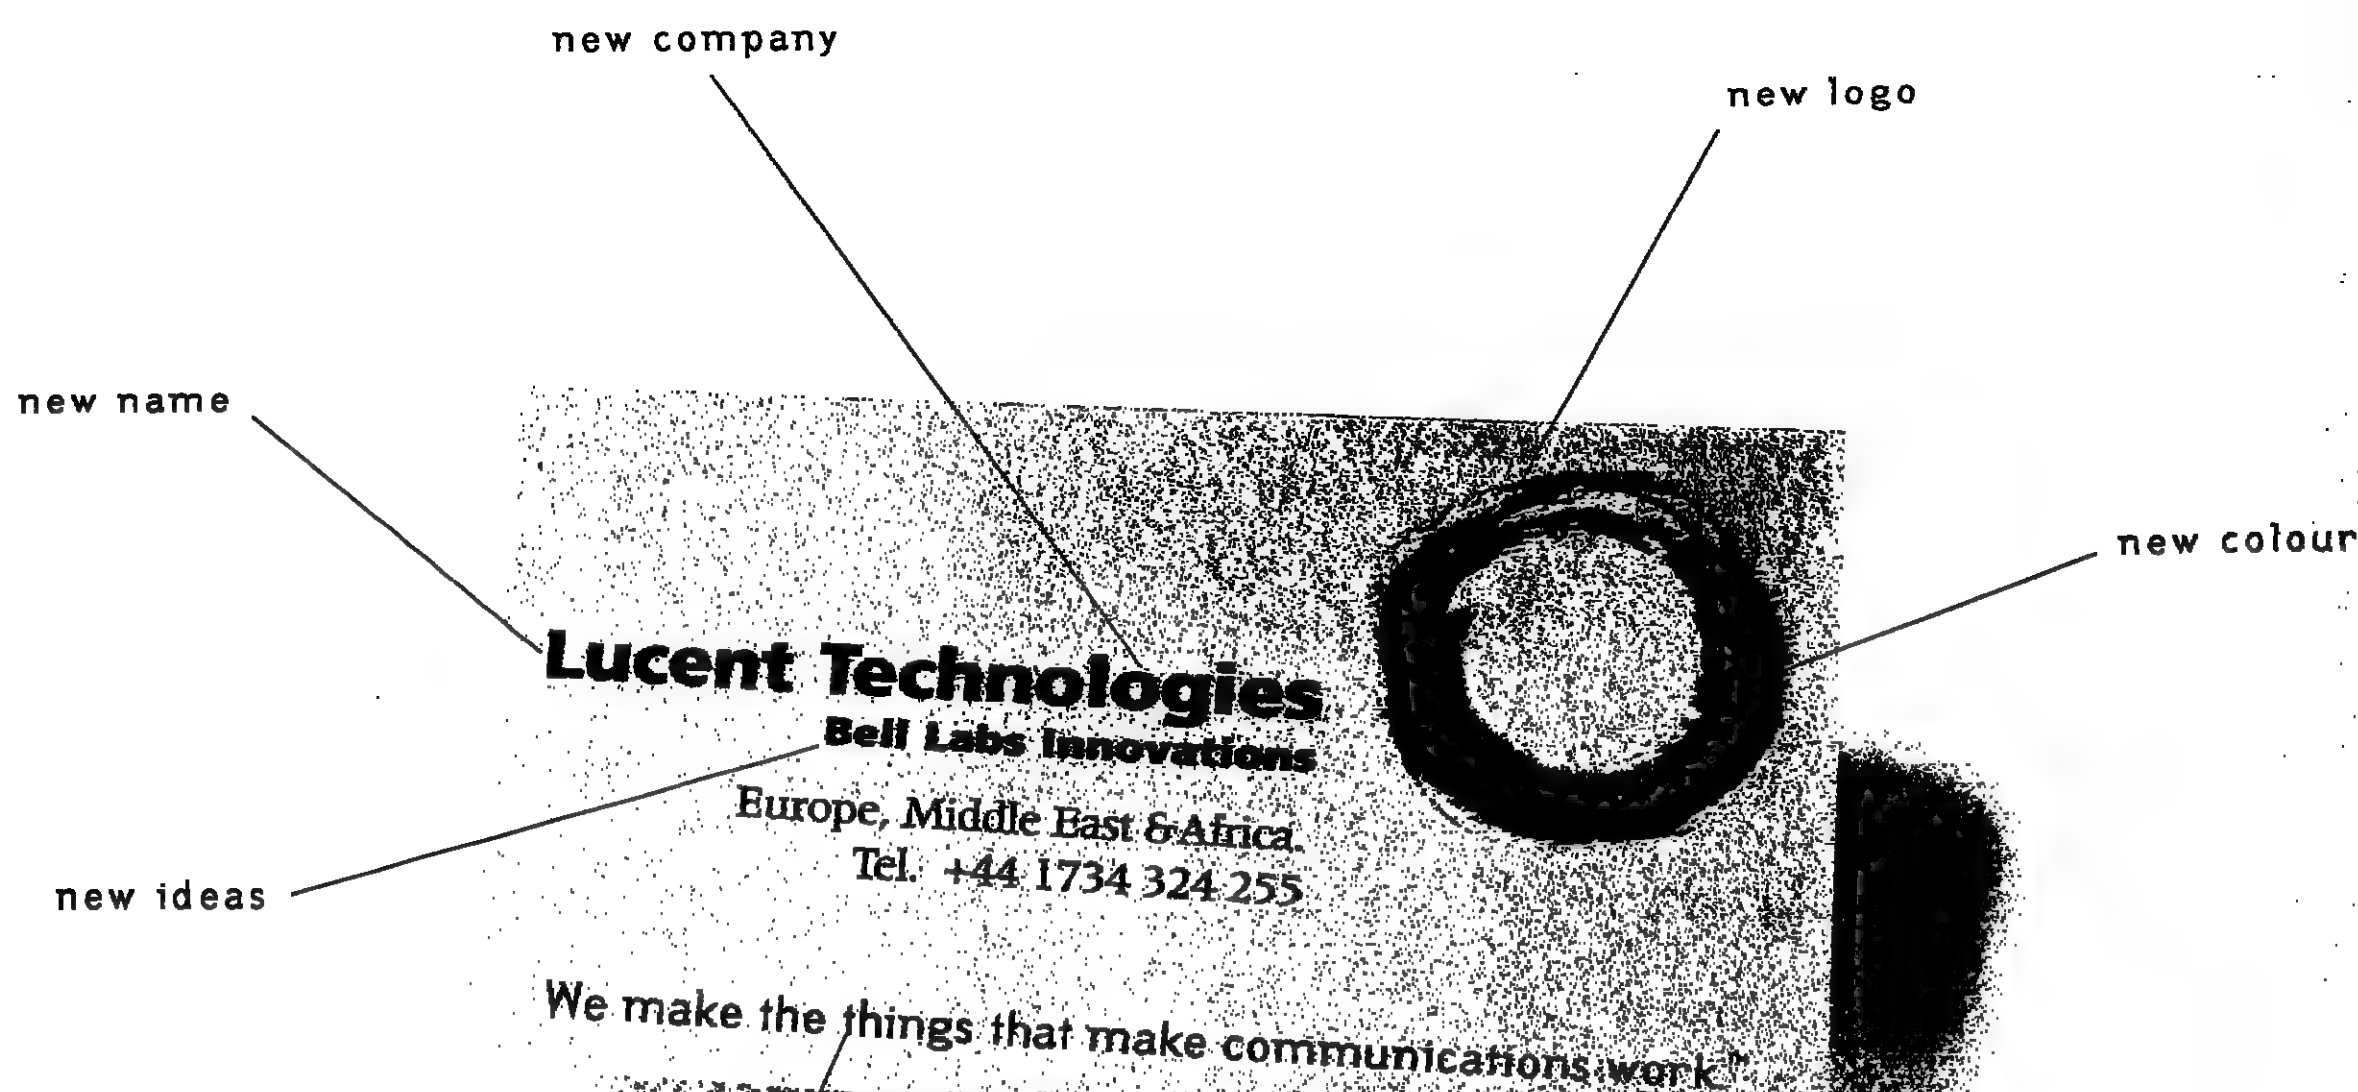 new company
new logo
new name
new colour
Lucent Technologies
Bell Labs Innovations
Europe, Middle East & Africa.
Tel. +44 1734 324 255
new ideas
We make the things that make communications work™